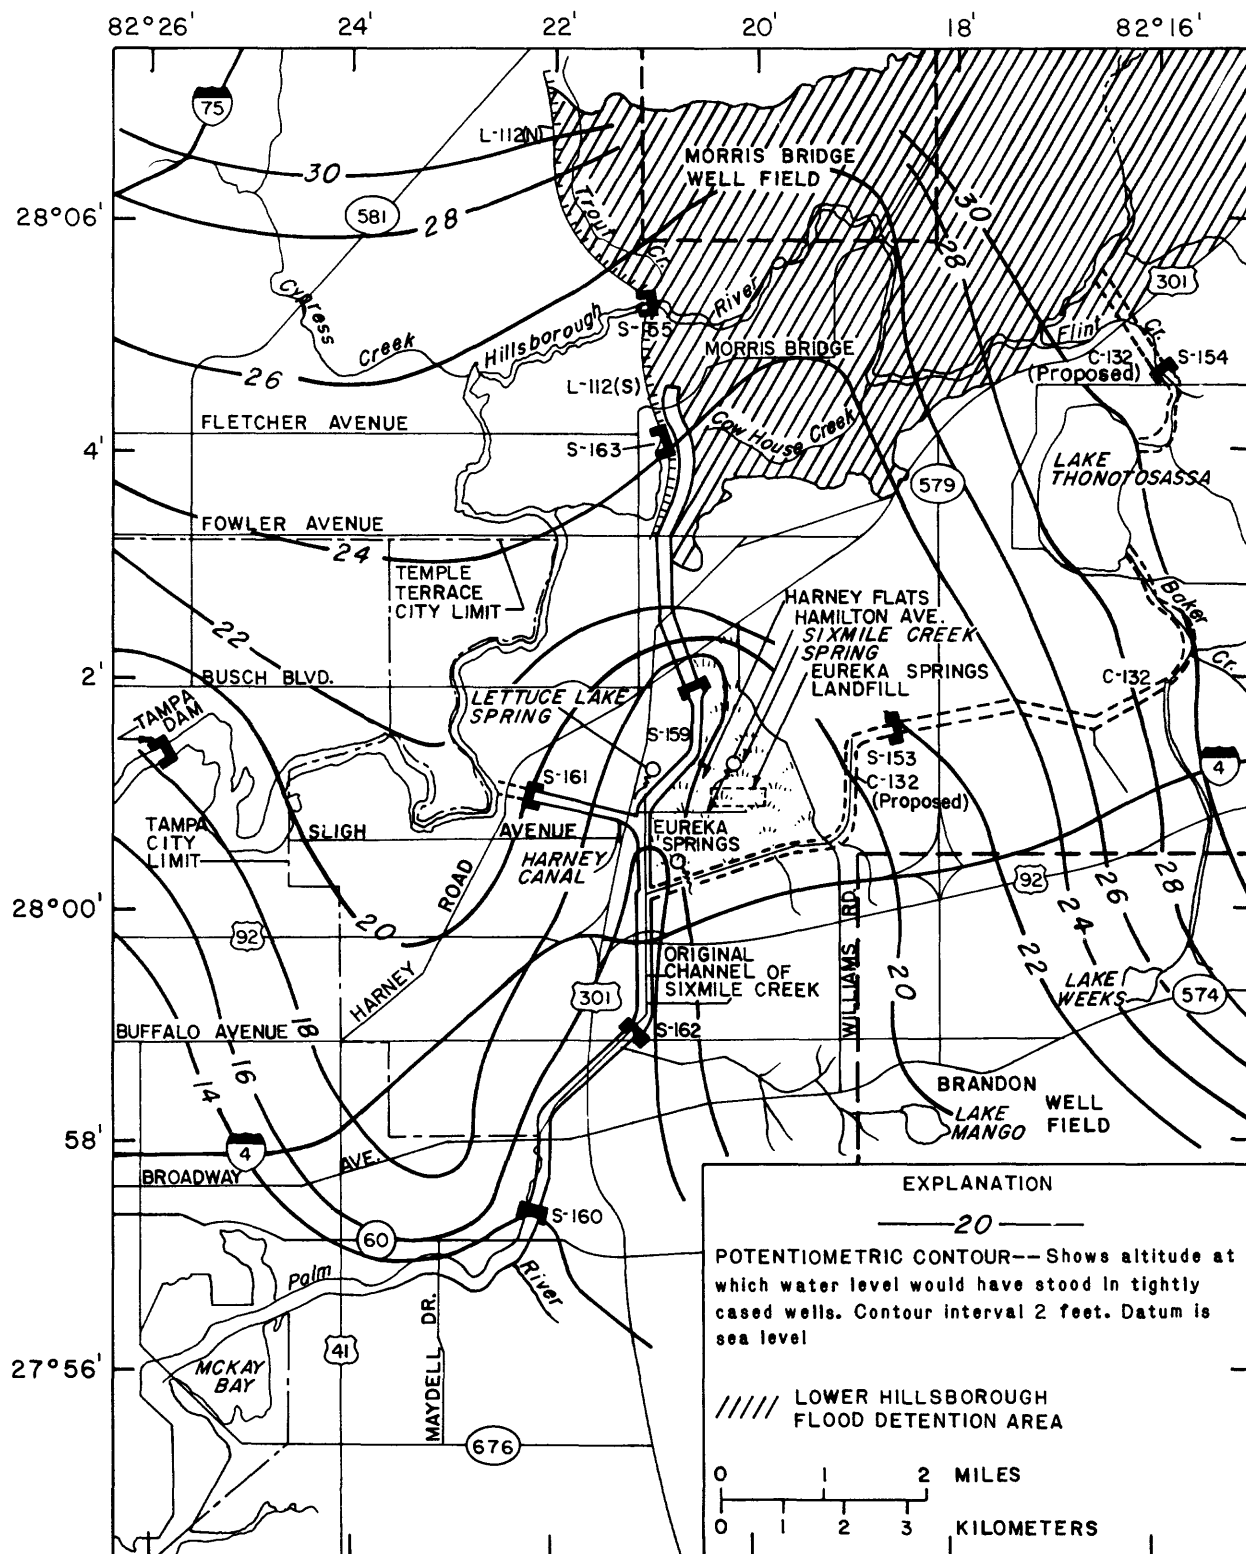 82°26'
24'
22'
20'
18'
82°16'
75
L-112(N)
MORRIS BRIDGE
WELL FIELD
30
30
28°06'
581
28
Trout Cr.
28
301
Cypress
Creek
Hillsborough
River
S-155
Flint
Cr.
MORRIS BRIDGE
C-132
(Proposed)
S-154
26
L-112(S)
FLETCHER AVENUE
Cow House Creek
4'
S-163
LAKE
THONOTOSASSA
579
FOWLER AVENUE
24
TEMPLE
TERRACE
CITY LIMIT
HARNEY FLATS
HAMILTON AVE.
SIXMILE CREEK
SPRING
Baker
Cr.
22
2'
BUSCH BLVD.
EUREKA SPRINGS
LANDFILL
C-132
LETTUCE LAKE
SPRING
TAMPA
DAM
S-159
S-153
C-132
(Proposed)
4
S-161
TAMPA
CITY
LIMIT
SLIGH
AVENUE
EUREKA
SPRINGS
HARNEY
CANAL
ROAD
92
28°00'
20
92
26
28
24
22
20
WILLIAMS RD.
ORIGINAL
CHANNEL OF
SIXMILE CREEK
HARNEY
301
LAKE
WEEKS
574
BUFFALO AVENUE
18
S-162
16
14
BRANDON
WELL
FIELD
LAKE
MANGO
58'
4
AVE.
BROADWAY
S-160
60
Palm
River
MAYDELL DR.
41
27°56'
MCKAY
BAY
676
EXPLANATION
20
POTENTIOMETRIC CONTOUR-- Shows altitude at
which water level would have stood in tightly
cased wells. Contour interval 2 feet. Datum is
sea level
LOWER HILLSBOROUGH
FLOOD DETENTION AREA
0 1 2 MILES
0 1 2 3 KILOMETERS